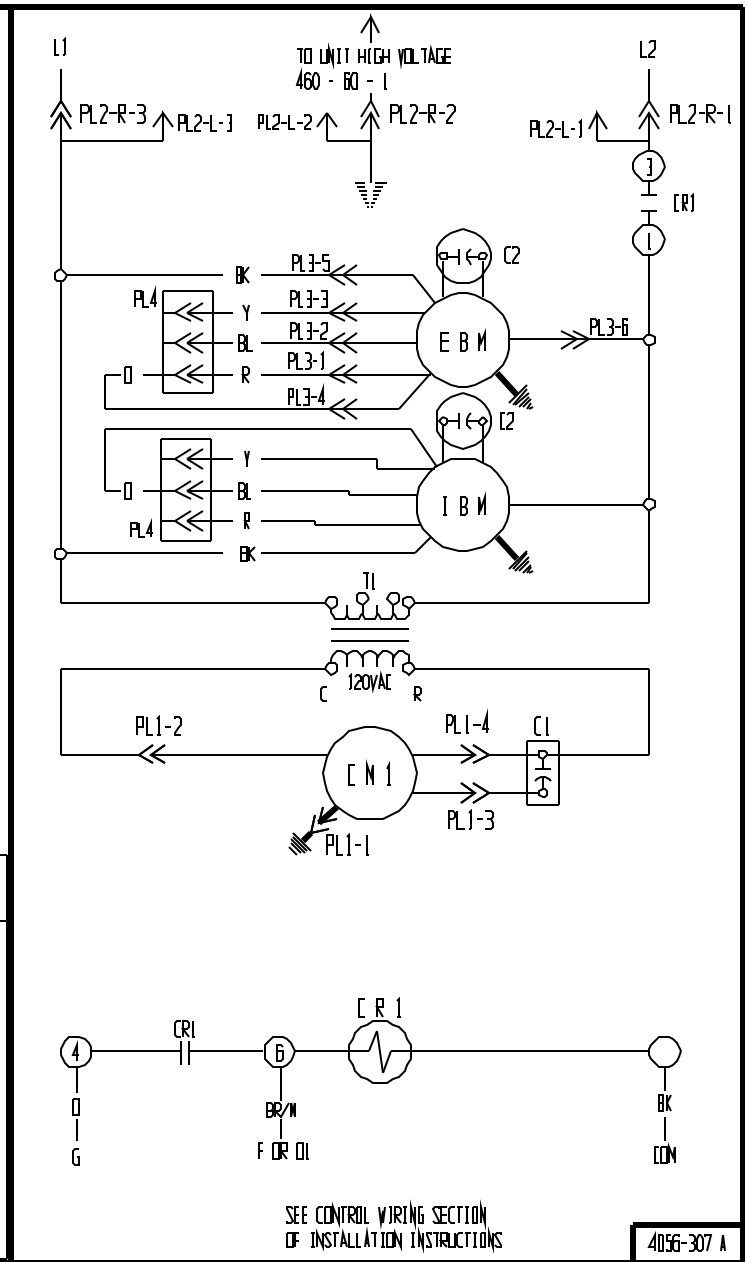 L1
L2
TO UNIT HIGH VOLTAGE
460 - 60 - 1
PL2-R-3
PL2-L-3
PL2-L-2
PL2-R-2
PL2-L-1
PL2-R-1
3
CR1
1
C2
PL3-5
BK
PL4
PL3-3
Y
PL3-2
BL
PL3-1
O
R
PL3-4
E B M
PL3-6
C2
Y
O
BL
I B M
PL4
R
BK
T1
120VAC
C
R
PL1-2
PL1-4
C1
C M 1
PL1-3
PL1-1
C R 1
CR1
4
6
O
BR/W
BK
G
F OR O1
COM
SEE CONTROL WIRING SECTION
OF INSTALLATION INSTRUCTIONS
4056-307 A